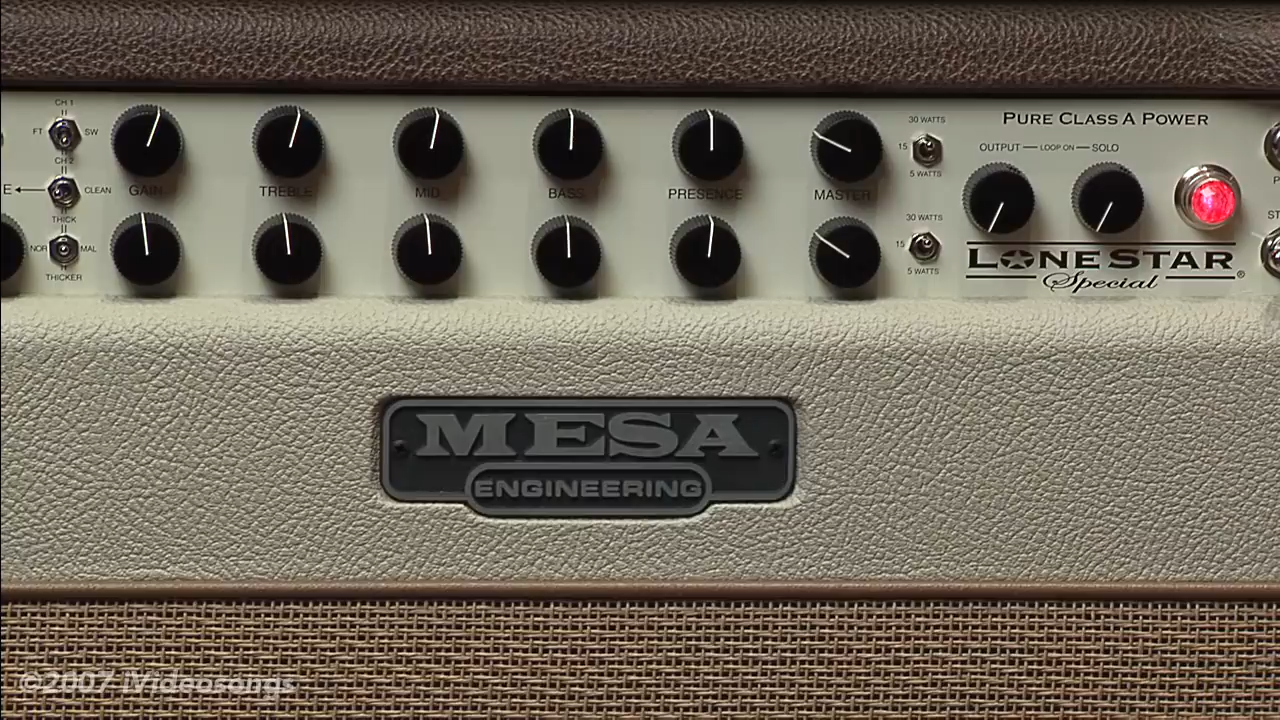 CH 1
FT SW
CH 2
E CLEAN
THICK
NOR MAL
THICKER
GAIN TREBLE MID BASS PRESENCE MASTER
30 WATTS
15
5 WATTS
30 WATTS
15
5 WATTS
PURE CLASS A POWER
OUTPUT LOOP ON SOLO
LONE STAR ®
Special
MESA
ENGINEERING
©2007 iVideosongs